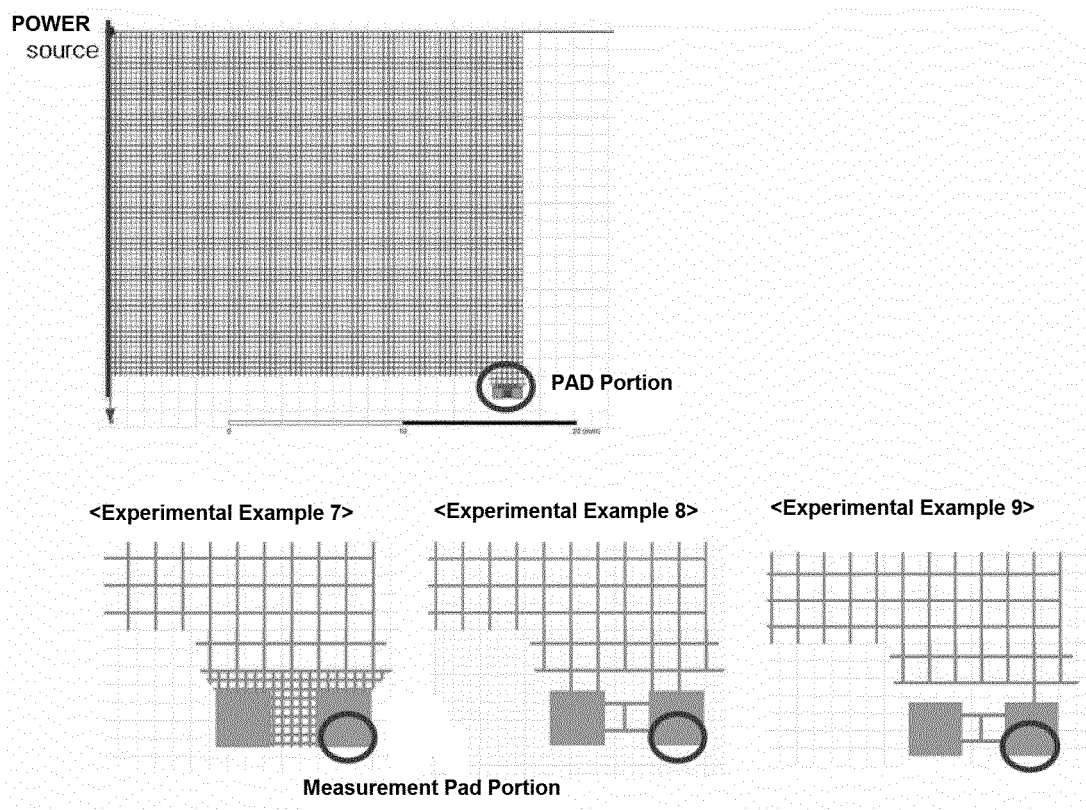 POWER
source
PAD Portion
0 10 20 (mm)
<Experimental Example 7> <Experimental Example 8> <Experimental Example 9>
Measurement Pad Portion